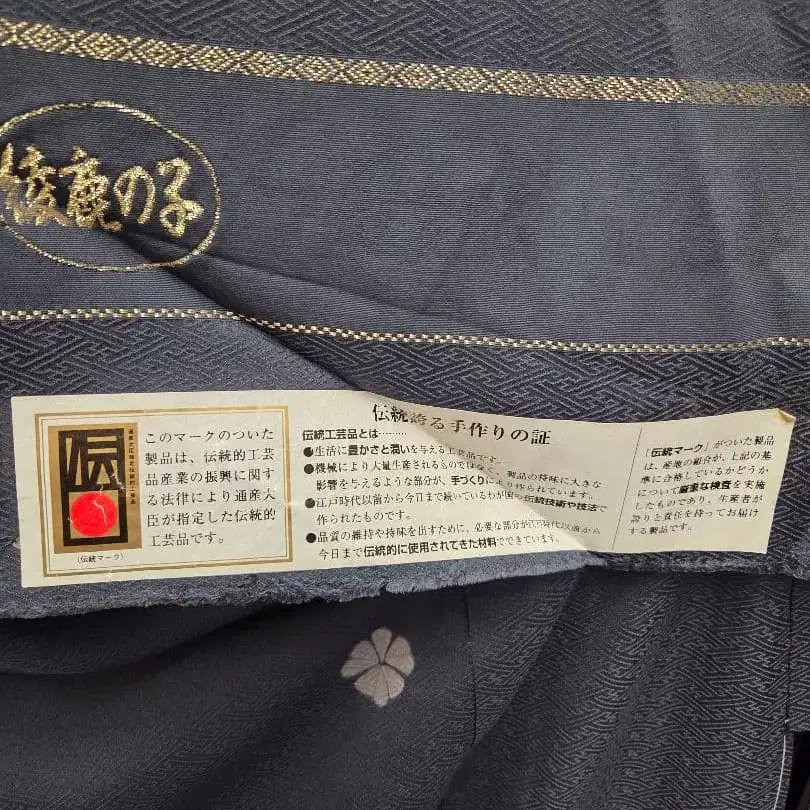 綾鹿の子
伝統誇る手作りの証
伝
通産大臣指定伝統的工芸品
(伝統マーク)
このマークのついた
製品は、伝統的工芸
品産業の振興に関す
る法律により通産大
臣が指定した伝統的
工芸品です。
伝統工芸品とは………
●生活に豊かさと潤いを与える工芸品です。
●機械により大量生産されるものではなく、製品の持味に大きな
影響を与えるような部分が、手づくりにより作られています。
●江戸時代以前から今日まで続いているわが国の伝統技術や技法で
作られたものです。
●品質の維持や持味を出すために、必要な部分が江戸時代以前から
今日まで伝統的に使用されてきた材料でできています。
「伝統マーク」がついた製品
は、産地の組合が、上記の基
準に合格しているかどうか
について厳重な検査を実施
したものであり、生産者が
誇りと責任を持ってお届け
する製品です。